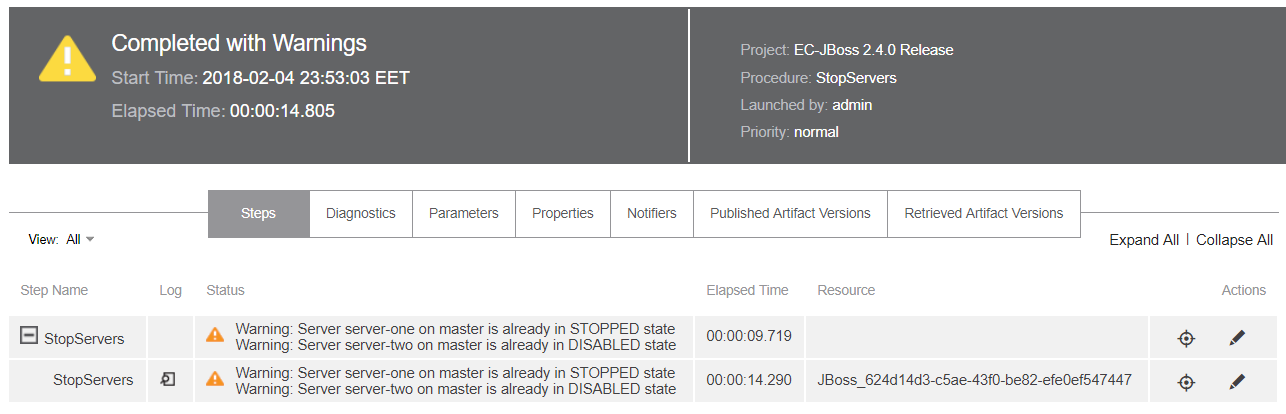 Completed with Warnings
Start Time: 2018-02-04 23:53:03 EET
Elapsed Time: 00:00:14.805
Project: EC-JBoss 2.4.0 Release
Procedure: StopServers
Launched by: admin
Priority: normal
Steps Diagnostics Parameters Properties Notifiers Published Artifact Versions Retrieved Artifact Versions
View: All Expand All | Collapse All
Step Name Log Status Elapsed Time Resource Actions
StopServers Warning: Server server-one on master is already in STOPPED state 00:00:09.719
Warning: Server server-two on master is already in DISABLED state
StopServers Warning: Server server-one on master is already in STOPPED state 00:00:14.290 JBoss_624d14d3-c5ae-43f0-be82-efe0ef547447
Warning: Server server-two on master is already in DISABLED state